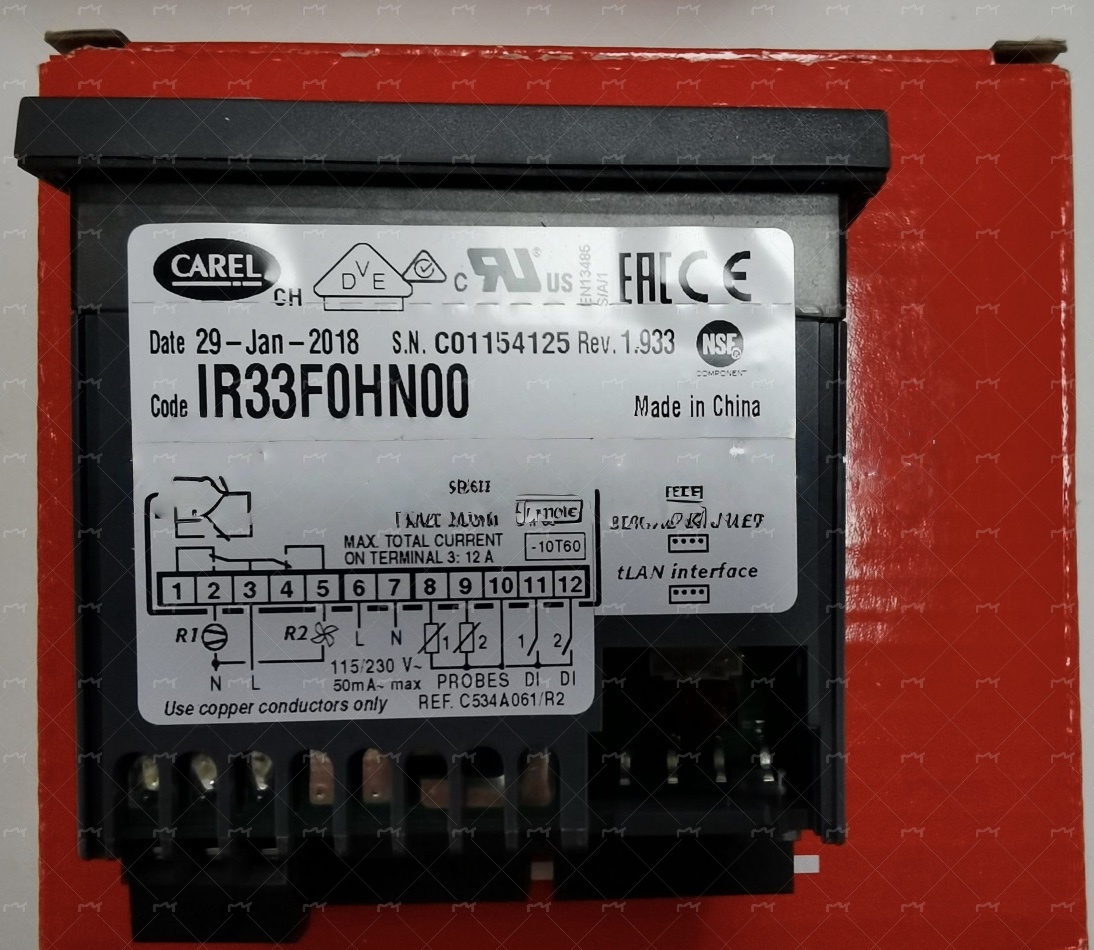 CAREL
CH
D V E
C RU® US
EN13485
S/A/1
EAC CE
Date 29-Jan-2018 S.N. C01154125 Rev. 1.933
NSF®
COMPONENT
Code IR33F0HN00
Made in China
MAX. TOTAL CURRENT
ON TERMINAL 3: 12 A
-10T60
tLAN interface
1 2 3 4 5 6 7 8 9 10 11 12
R1 R2 L N 1 2 1 2
N L 115/230 V~
50mA~ max PROBES DI DI
Use copper conductors only REF. C534A061/R2